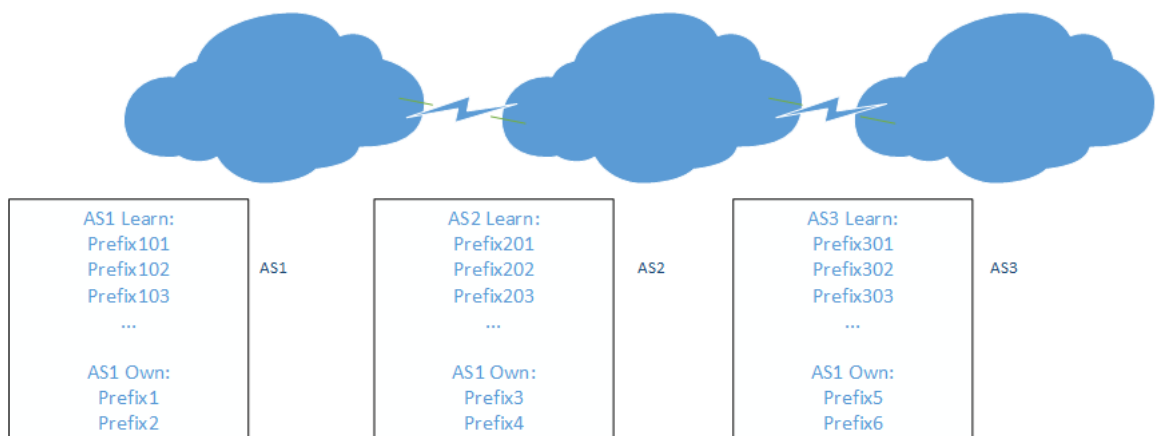 AS1 Learn:
Prefix101
Prefix102
Prefix103
...
AS1 Own:
Prefix1
Prefix2
AS1
AS2 Learn:
Prefix201
Prefix202
Prefix203
...
AS1 Own:
Prefix3
Prefix4
AS2
AS3 Learn:
Prefix301
Prefix302
Prefix303
...
AS1 Own:
Prefix5
Prefix6
AS3